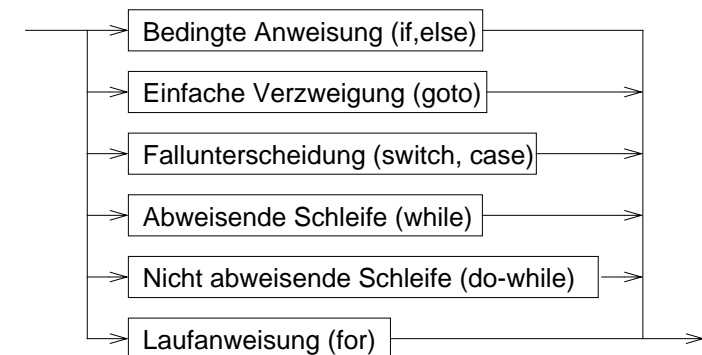 Bedingte Anweisung (if,else)
Einfache Verzweigung (goto)
Fallunterscheidung (switch, case)
Abweisende Schleife (while)
Nicht abweisende Schleife (do-while)
Laufanweisung (for)